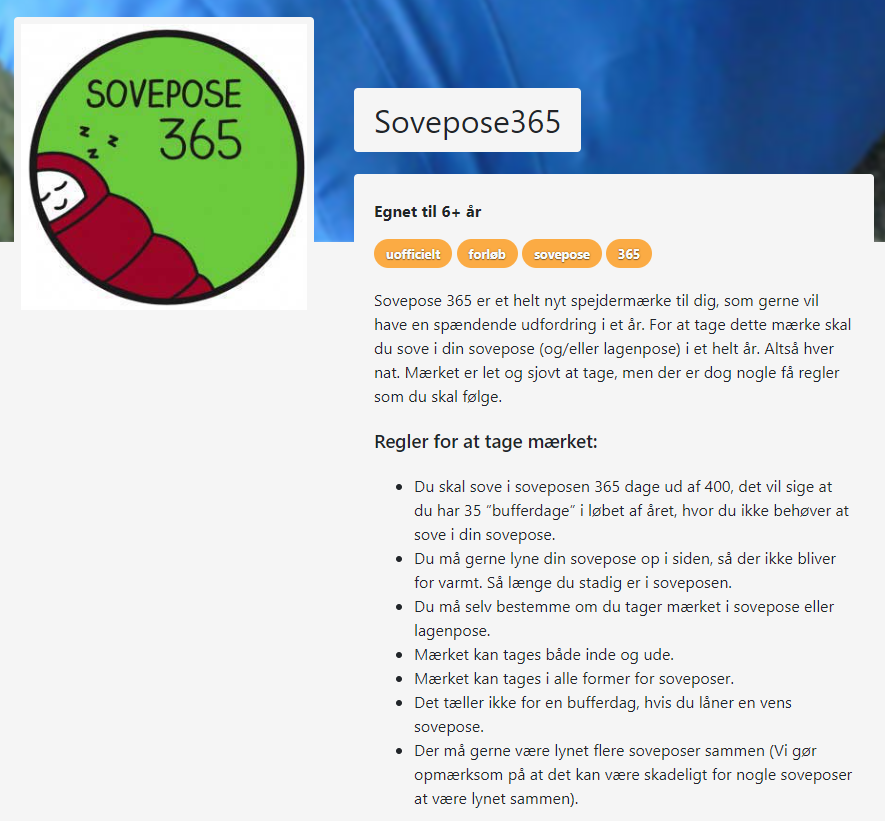 SOVEPOSE
365
z z z
Sovepose365
Egnet til 6+ år
uofficielt forløb sovepose 365
Sovepose 365 er et helt nyt spejdermærke til dig, som gerne vil
have en spændende udfordring i et år. For at tage dette mærke skal
du sove i din sovepose (og/eller lagenpose) i et helt år. Altså hver
nat. Mærket er let og sjovt at tage, men der er dog nogle få regler
som du skal følge.
Regler for at tage mærket:
• Du skal sove i soveposen 365 dage ud af 400, det vil sige at
du har 35 “bufferdage” i løbet af året, hvor du ikke behøver at
sove i din sovepose.
• Du må gerne lyne din sovepose op i siden, så der ikke bliver
for varmt. Så længe du stadig er i soveposen.
• Du må selv bestemme om du tager mærket i sovepose eller
lagenpose.
• Mærket kan tages både inde og ude.
• Mærket kan tages i alle former for soveposer.
• Det tæller ikke for en bufferdag, hvis du låner en vens
sovepose.
• Der må gerne være lynet flere soveposer sammen (Vi gør
opmærksom på at det kan være skadeligt for nogle soveposer
at være lynet sammen).